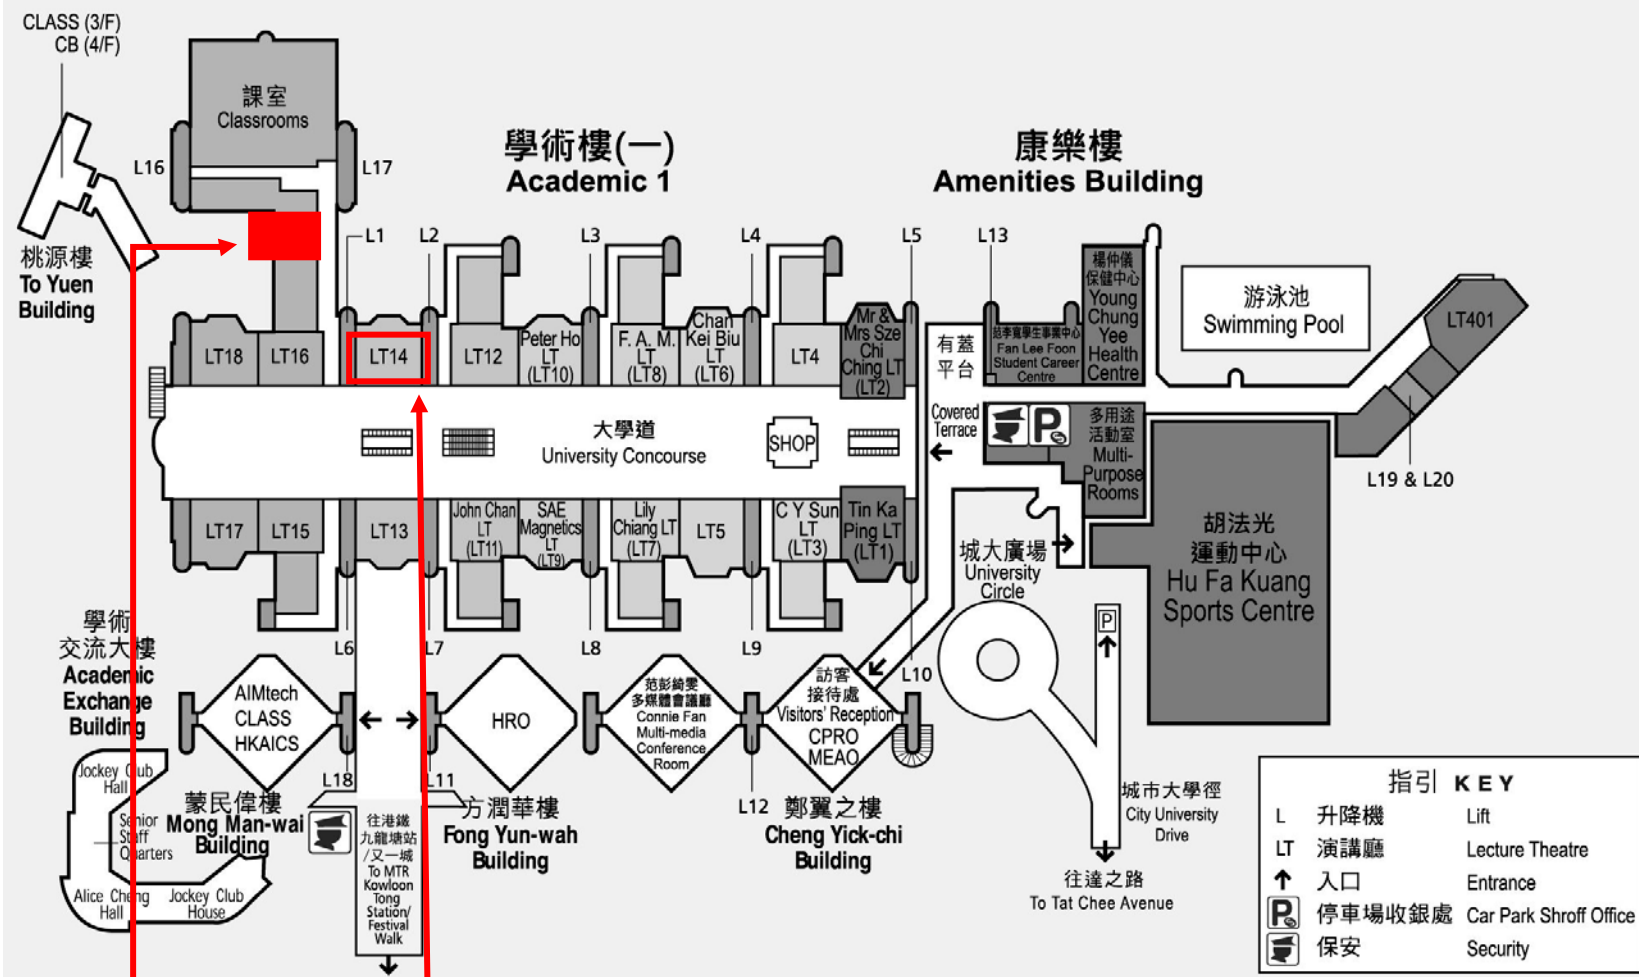 CLASS (3/F)
CB (4/F)
課室
Classrooms
L16
L17
桃源樓
To Yuen
Building
學術樓(一)
Academic 1
康樂樓
Amenities Building
L1
L2
L3
L4
L5
L13
LT18
LT16
LT14
LT12
Peter Ho
LT
(LT10)
F. A. M.
LT
(LT8)
Chan
Kei Biu
LT
(LT6)
LT4
Mr &
Mrs Sze
Chi
Ching LT
(LT2)
有蓋
平台
Covered
Terrace
范李寬學生事業中心
Fan Lee Foon
Student Career
Centre
楊仲儀
保健中心
Young
Chung
Yee
Health
Centre
游泳池
Swimming Pool
LT401
L19 & L20
大學道
University Concourse
SHOP
多用途
活動室
Multi-
Purpose
Rooms
LT17
LT15
LT13
John Chan
LT
(LT11)
SAE
Magnetics
LT
(LT9)
Lily
Chiang LT
(LT7)
LT5
C Y Sun
LT
(LT3)
Tin Ka
Ping LT
(LT1)
城大廣場
University
Circle
胡法光
運動中心
Hu Fa Kuang
Sports Centre
P
L6
L7
L8
L9
L10
學術
交流大樓
Academic
Exchange
Building
AIMtech
CLASS
HKAICS
HRO
范彭綺雯
多媒體會議廳
Connie Fan
Multi-media
Conference
Room
訪客
接待處
Visitors' Reception
CPRO
MEAO
L18
L11
L12
Jockey Club
Hall
Senior
Staff
Quarters
Alice Cheng
Hall
Jockey Club
House
蒙民偉樓
Mong Man-wai
Building
往港鐵
九龍塘站
/又一城
To MTR
Kowloon
Tong
Station/
Festival
Walk
方潤華樓
Fong Yun-wah
Building
鄭翼之樓
Cheng Yick-chi
Building
城市大學徑
City University
Drive
往達之路
To Tat Chee Avenue
指引 KEY
L 升降機 Lift
LT 演講廳 Lecture Theatre
入口 Entrance
P 停車場收銀處 Car Park Shroff Office
保安 Security